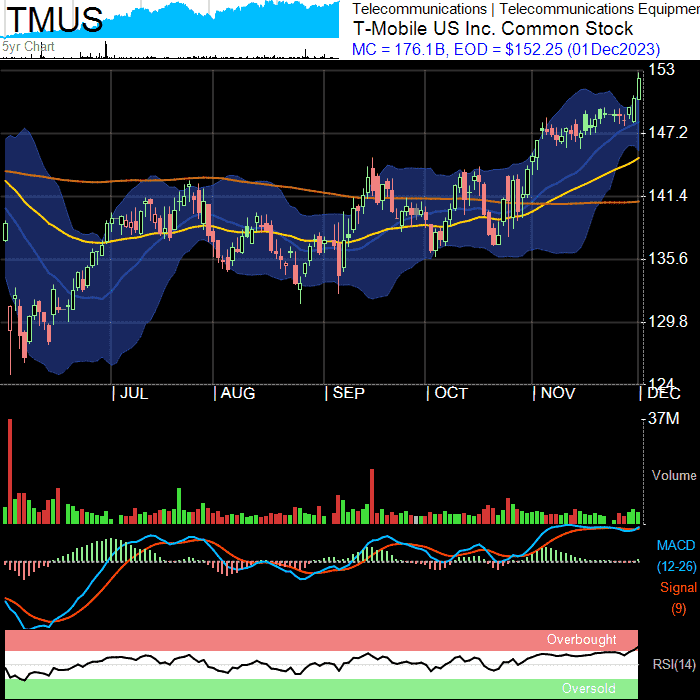 TMUS
Telecommunications | Telecommunications Equipmen
T-Mobile US Inc. Common Stock
5yr Chart
MC = 176.1B, EOD = $152.25 (01Dec2023)
153
147.2
141.4
135.6
129.8
124
| JUL | AUG | SEP | OCT | NOV | DEC
37M
Volume
MACD
(12-26)
Signal
(9)
Overbought
RSI(14)
Oversold